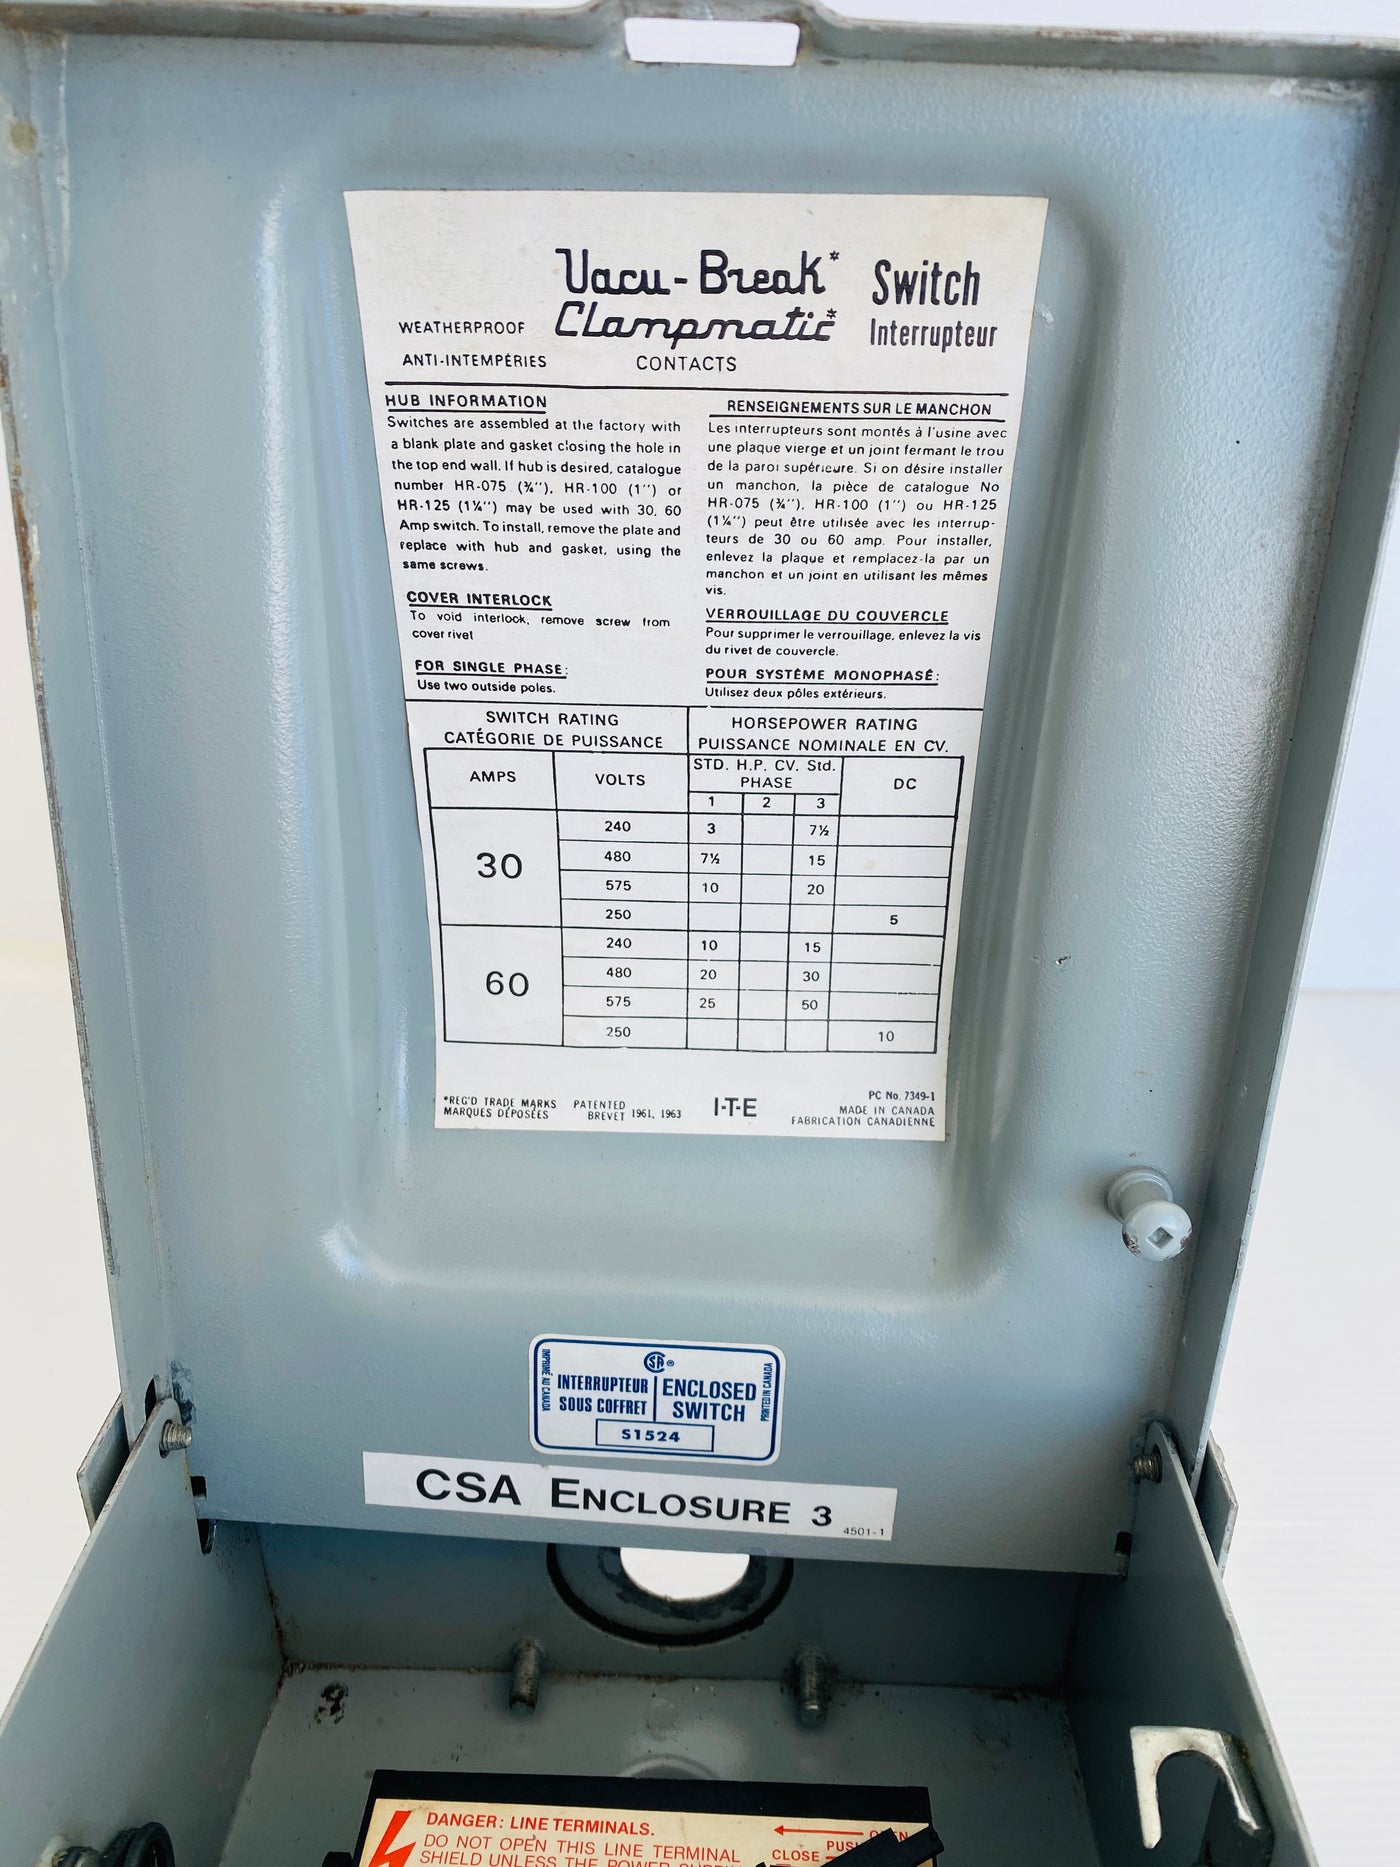 Vacu-Break* Switch
Clampmatic* Interrupteur
WEATHERPROOF
ANTI-INTEMPÉRIES CONTACTS
HUB INFORMATION
Switches are assembled at the factory with
a blank plate and gasket closing the hole in
the top end wall. If hub is desired, catalogue
number HR-075 (¾''), HR-100 (1'') or
HR-125 (1¼'') may be used with 30, 60
Amp switch. To install, remove the plate and
replace with hub and gasket, using the
same screws.
COVER INTERLOCK
To void interlock, remove screw from
cover rivet
FOR SINGLE PHASE:
Use two outside poles.
RENSEIGNEMENTS SUR LE MANCHON
Les interrupteurs sont montés à l'usine avec
une plaque vierge et un joint fermant le trou
de la paroi supérieure. Si on désire installer
un manchon, la pièce de catalogue No
HR-075 (¾''), HR-100 (1'') ou HR-125
(1¼'') peut être utilisée avec les interrup-
teurs de 30 ou 60 amp. Pour installer,
enlevez la plaque et remplacez-la par un
manchon et un joint en utilisant les mêmes
vis.
VERROUILLAGE DU COUVERCLE
Pour supprimer le verrouillage, enlevez la vis
du rivet de couvercle.
POUR SYSTÈME MONOPHASÉ:
Utilisez deux pôles extérieurs.
SWITCH RATING HORSEPOWER RATING
CATÉGORIE DE PUISSANCE PUISSANCE NOMINALE EN CV.
AMPS VOLTS STD. H.P. CV. Std. DC
PHASE
1 2 3
30
240 3 7½
480 7½ 15
575 10 20
250 5
60
240 10 15
480 20 30
575 25 50
250 10
*REG'D TRADE MARKS PATENTED I-T-E PC No. 7349-1
MARQUES DÉPOSÉES BREVET 1961, 1963 MADE IN CANADA
FABRICATION CANADIENNE
IMPRIMÉ AU CANADA
SA ®
INTERRUPTEUR ENCLOSED
SOUS COFFRET SWITCH
S1524
PRINTED IN CANADA
CSA ENCLOSURE 3
4501-1
DANGER: LINE TERMINALS.
DO NOT OPEN THIS LINE TERMINAL
SHIELD UNLESS THE POWER
OPEN
CLOSE